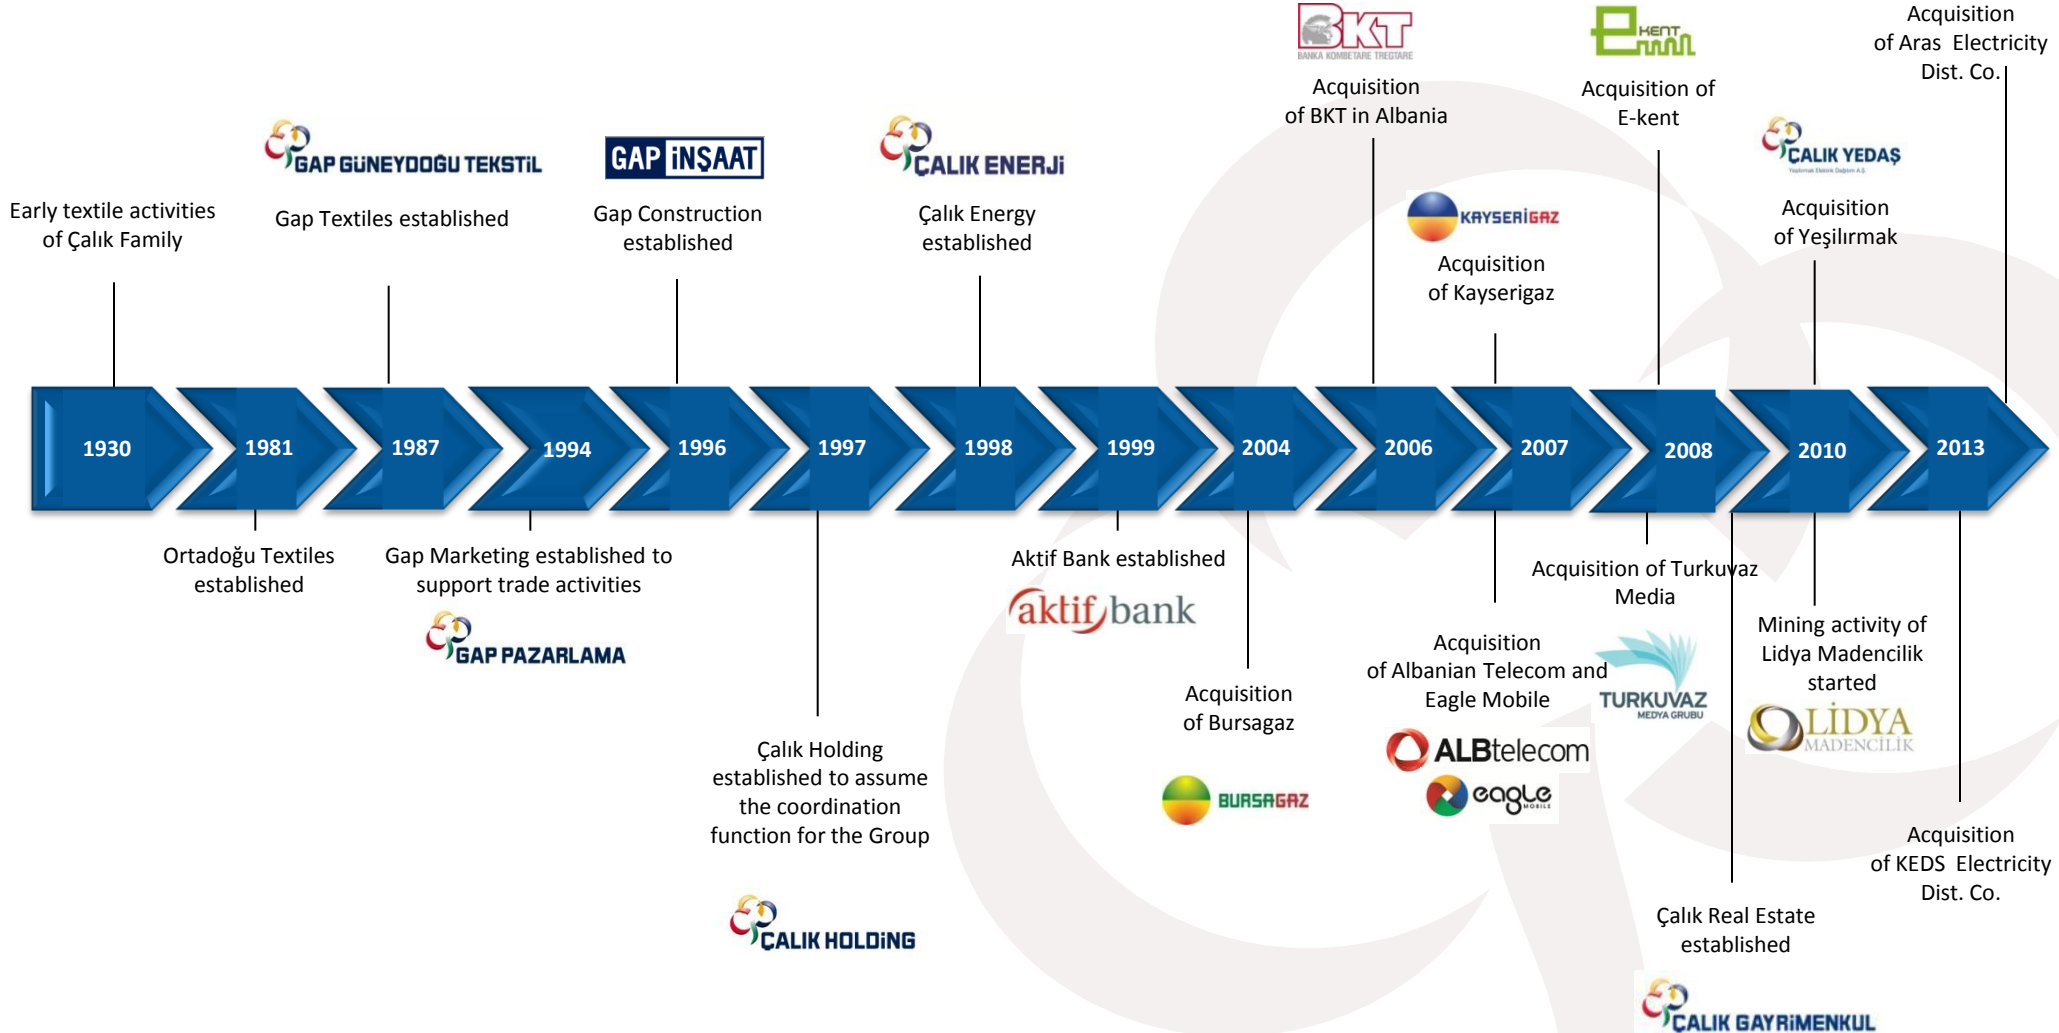 BKT
BANKA KOMBETARE TREGTARE
Acquisition
of BKT in Albania
KENT
Acquisition of
E-kent
Acquisition
of Aras Electricity
Dist. Co.
GAP GÜNEYDOĞU TEKSTİL
Gap Textiles established
GAP İNŞAAT
Gap Construction
established
ÇALIK ENERJİ
Çalık Energy
established
KAYSERİGAZ
Acquisition
of Kayserigaz
ÇALIK YEDAŞ
Yeşilırmak Elektrik Dağıtım A.Ş.
Acquisition
of Yeşilırmak
Early textile activities
of Çalık Family
1930
1981
1987
1994
1996
1997
1998
1999
2004
2006
2007
2008
2010
2013
Ortadoğu Textiles
established
Gap Marketing established to
support trade activities
GAP PAZARLAMA
Çalık Holding
established to assume
the coordination
function for the Group
ÇALIK HOLDİNG
Aktif Bank established
aktif bank
Acquisition
of Bursagaz
BURSAGAZ
Acquisition
of Albanian Telecom and
Eagle Mobile
ALBtelecom
eagle
MOBILE
Acquisition of Turkuvaz
Media
TURKUVAZ
MEDYA GRUBU
Çalık Real Estate
established
ÇALIK GAYRİMENKUL
Mining activity of
Lidya Madencilik
started
LİDYA
MADENCİLİK
Acquisition
of KEDS Electricity
Dist. Co.